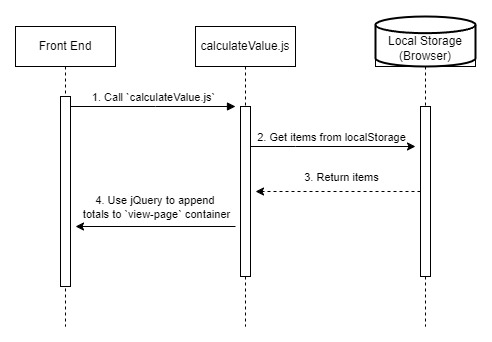 Front End
calculateValue.js
Local Storage
(Browser)
1. Call `calculateValue.js`
2. Get items from localStorage
3. Return items
4. Use jQuery to append
totals to `view-page` container